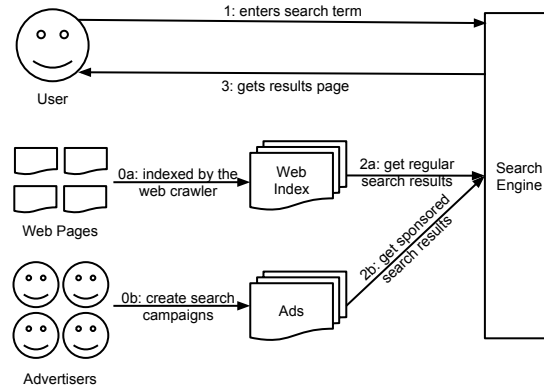 1: enters search term
3: gets results page
User
Search
Engine
0a: indexed by the
web crawler
Web
Index
2a: get regular
search results
Web Pages
2b: get sponsored
search results
0b: create search
campaigns
Ads
Advertisers